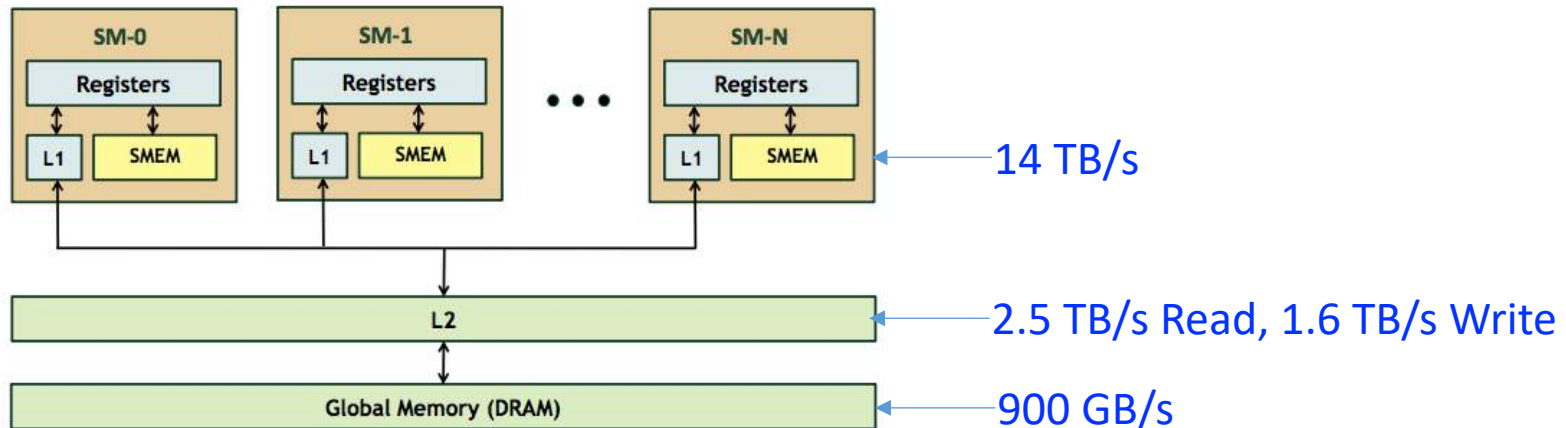 SM-0
SM-1
SM-N
Registers
Registers
Registers
L1
SMEM
L1
SMEM
L1
SMEM
14 TB/s
L2
2.5 TB/s Read, 1.6 TB/s Write
Global Memory (DRAM)
900 GB/s